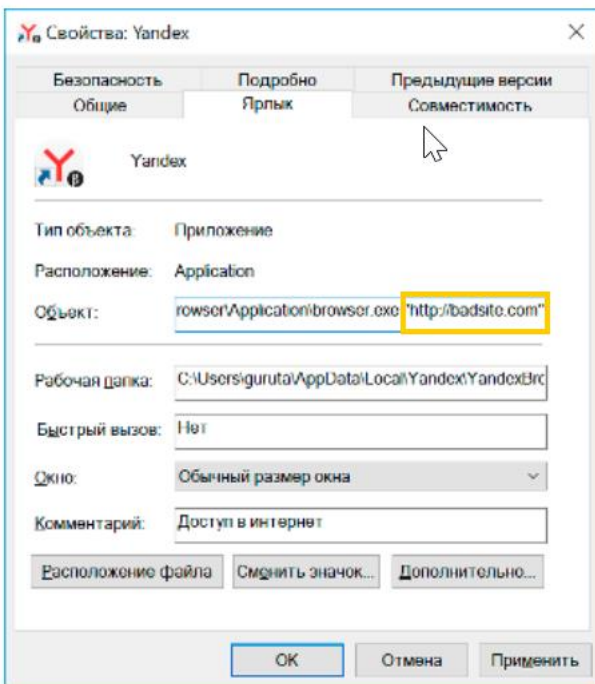 Свойства: Yandex
Безопасность Подробно Предыдущие версии
Общие Ярлык Совместимость
Yandex
Тип объекта: Приложение
Расположение: Application
Объект: rowser\Application\browser.exe "http://badsite.com"
Рабочая папка: C:\Users\guruta\AppData\Local\Yandex\YandexBro
Быстрый вызов: Нет
Окно: Обычный размер окна
Комментарий: Доступ в интернет
Расположение файла Сменить значок... Дополнительно...
OK Отмена Применить